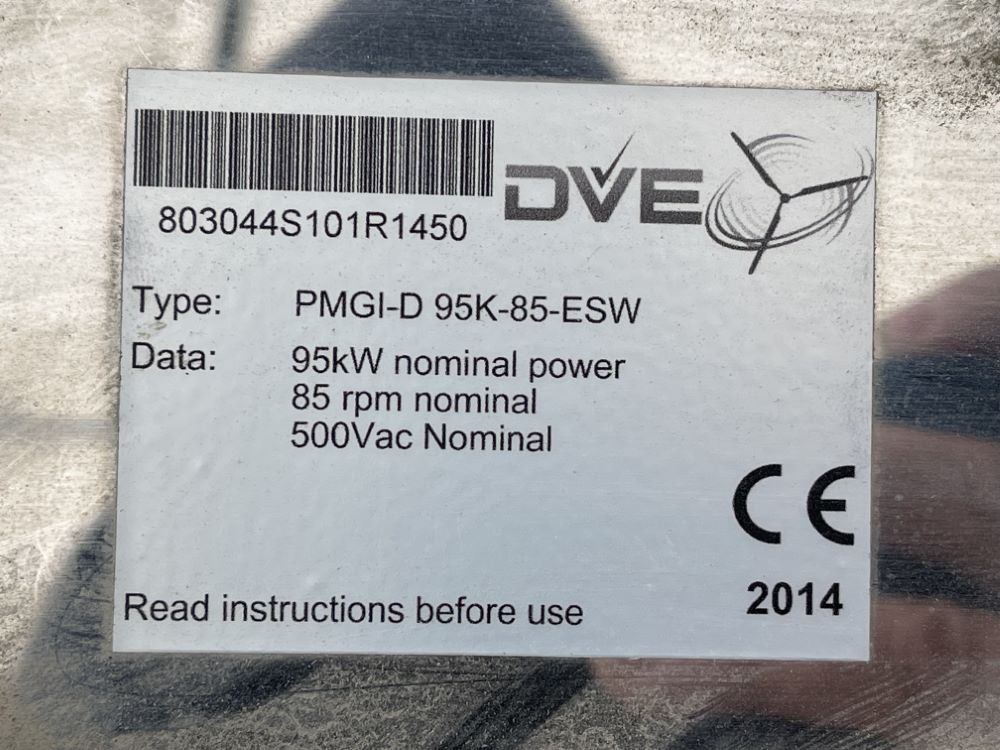 803044S101R1450
DVE
Type: PMGI-D 95K-85-ESW
Data: 95kW nominal power
85 rpm nominal
500Vac Nominal
CE
2014
Read instructions before use